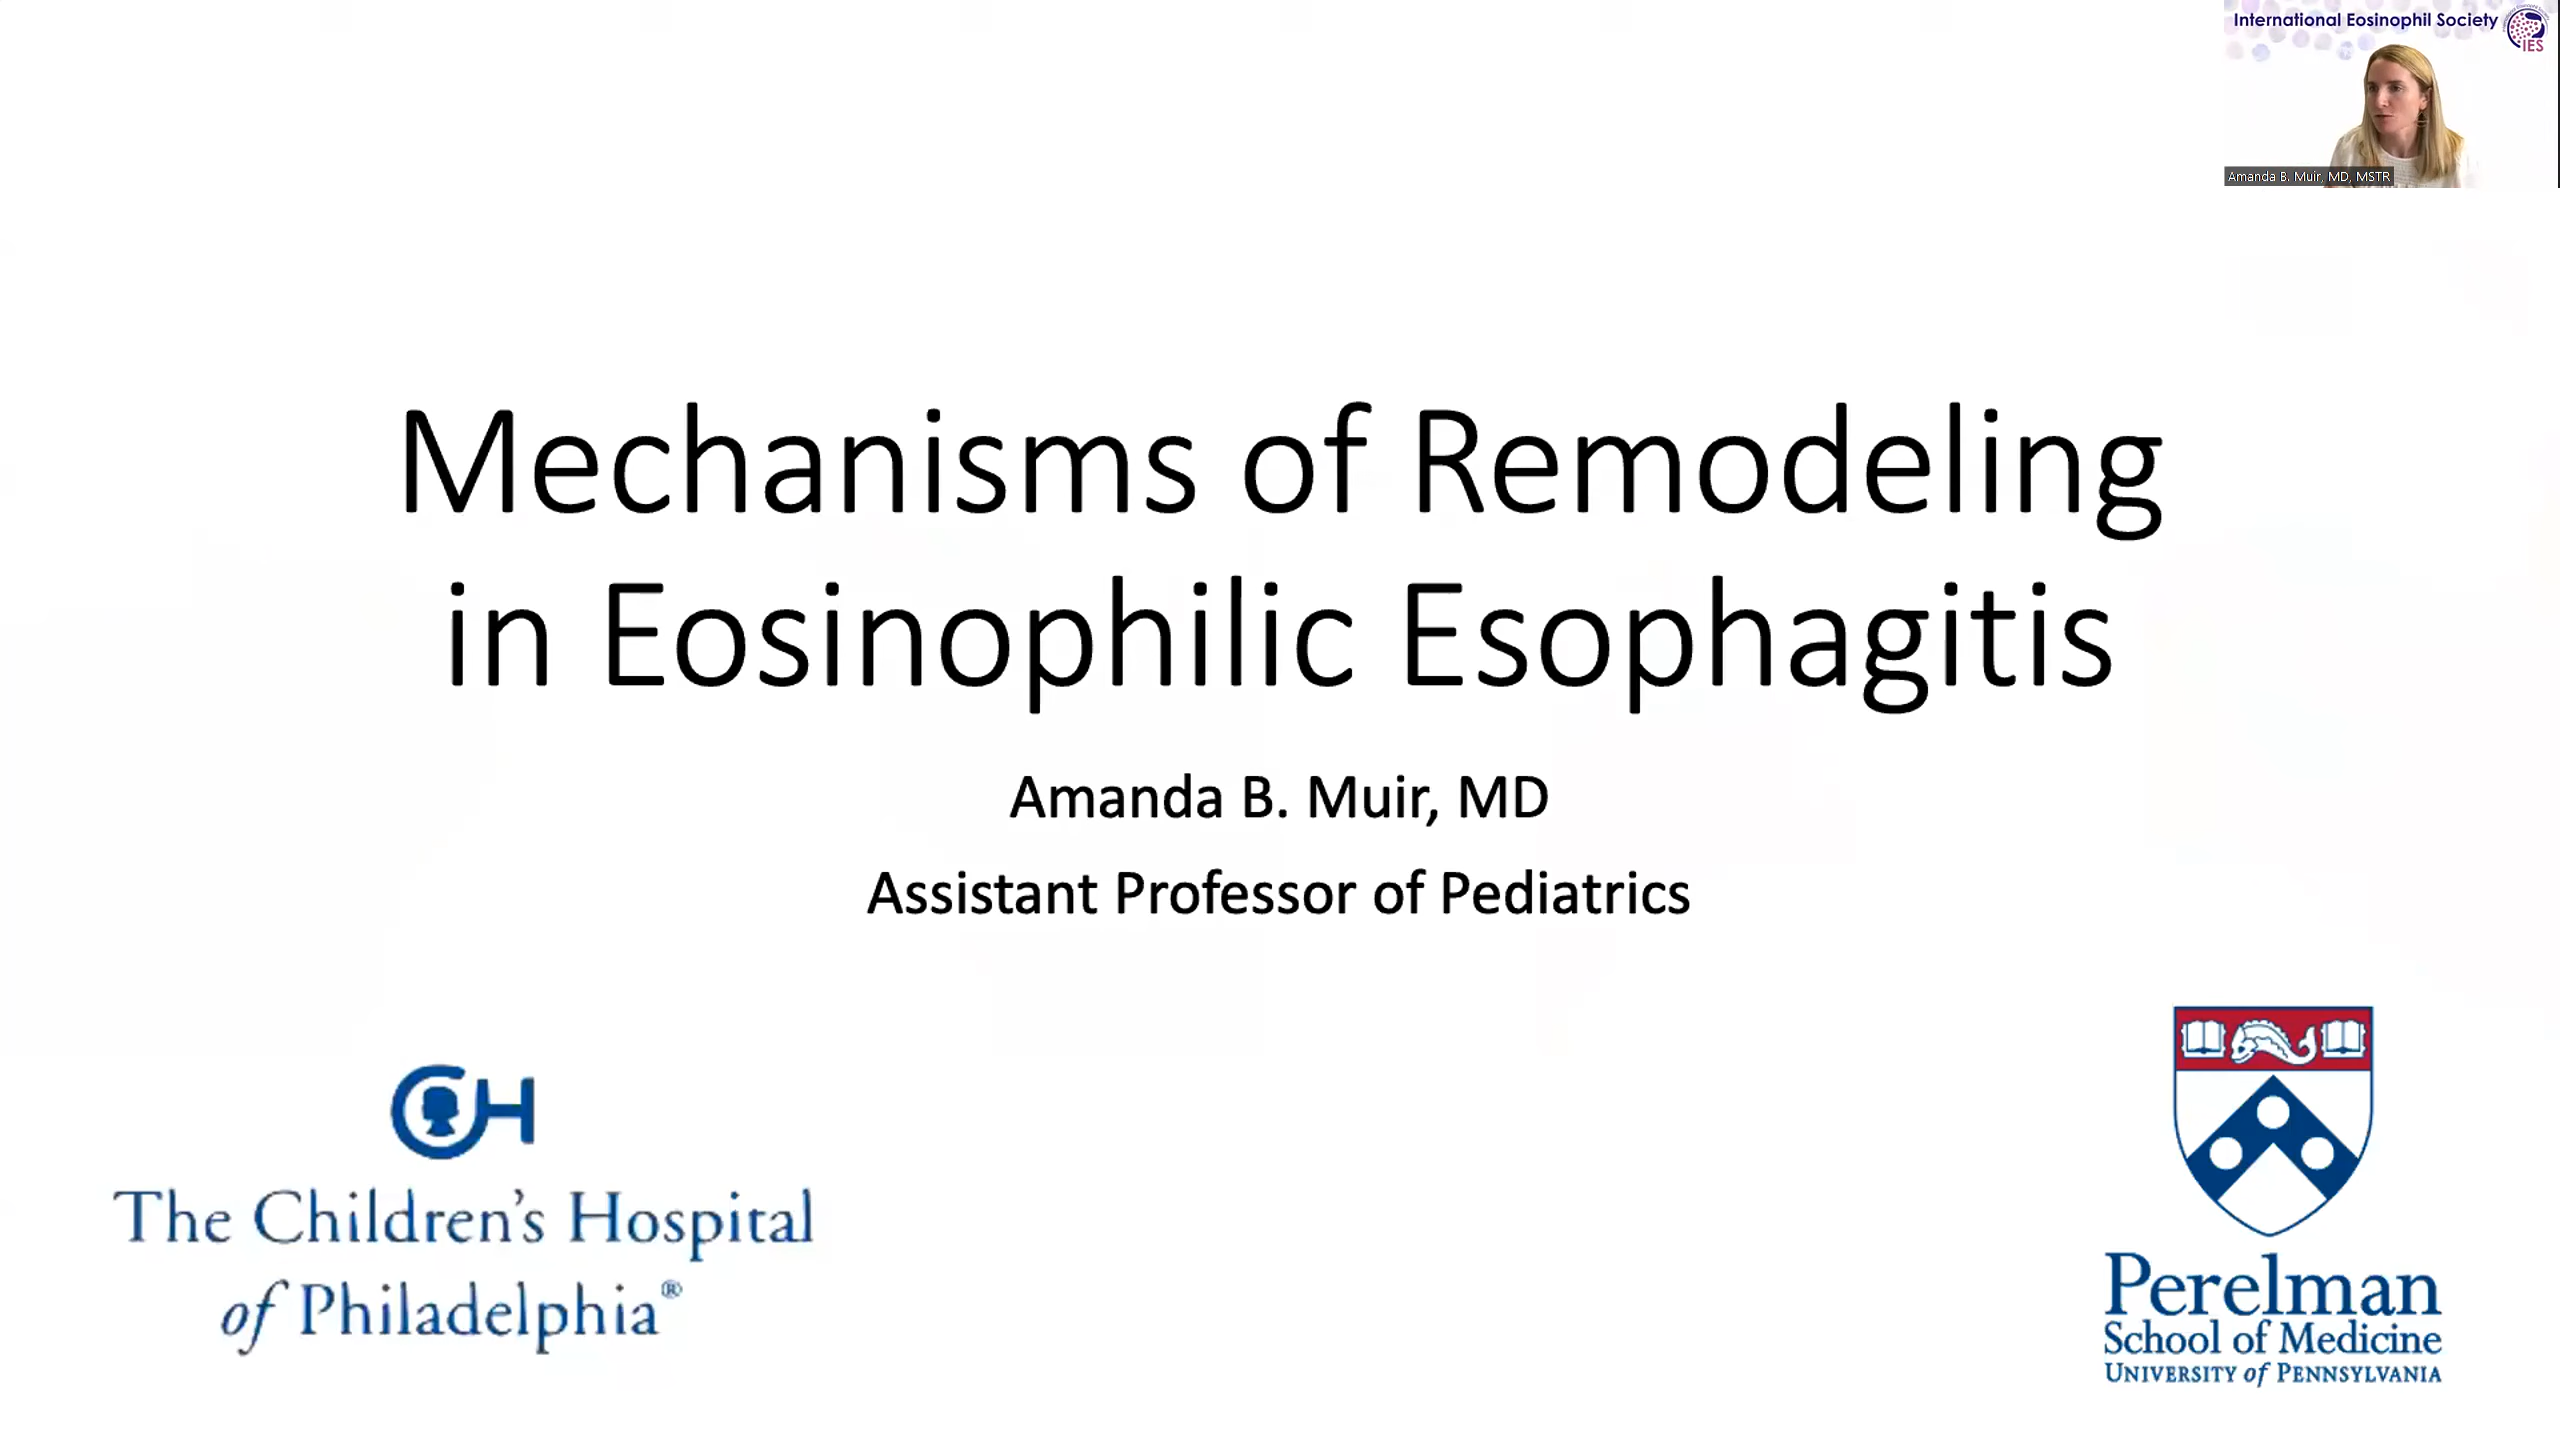 International Eosinophil Society
IES
Amanda B. Muir, MD, MSTR
Mechanisms of Remodeling
in Eosinophilic Esophagitis
Amanda B. Muir, MD
Assistant Professor of Pediatrics
CH
The Children's Hospital
of Philadelphia®
Perelman
School of Medicine
UNIVERSITY of PENNSYLVANIA